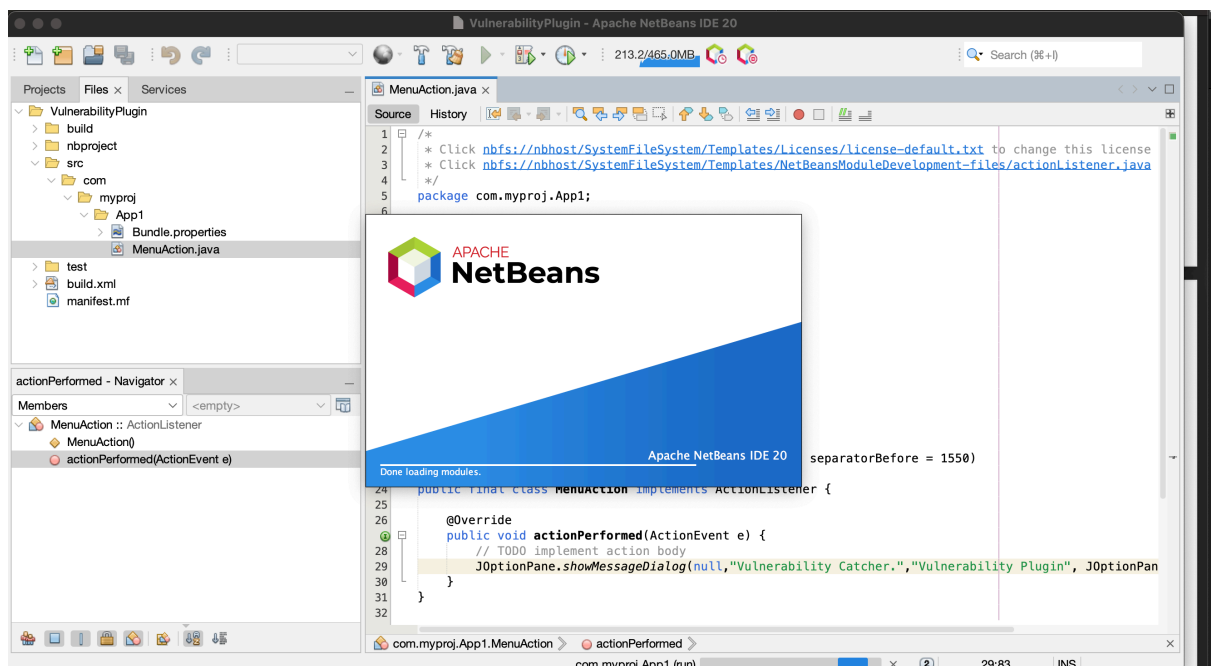 VulnerabilityPlugin - Apache NetBeans IDE 20
213.2/465.0MB
Search (⌘+I)
Projects Files Services
VulnerabilityPlugin
build
nbproject
src
com
myproj
App1
Bundle.properties
MenuAction.java
test
build.xml
manifest.mf
actionPerformed - Navigator
Members <empty>
MenuAction :: ActionListener
MenuAction()
actionPerformed(ActionEvent e)
MenuAction.java
Source History
1 /*
2 * Click nbfs://nbhost/SystemFileSystem/Templates/Licenses/license-default.txt to change this license
3 * Click nbfs://nbhost/SystemFileSystem/Templates/NetBeansModuleDevelopment-files/actionListener.java
4 */
5 package com.myproj.App1;
6
APACHE
NetBeans
Apache NetBeans IDE 20
Done loading modules.
separatorBefore = 1550)
24 public final class MenuAction implements ActionListener {
25
26 @Override
public void actionPerformed(ActionEvent e) {
28 // TODO implement action body
29 JOptionPane.showMessageDialog(null,"Vulnerability Catcher.","Vulnerability Plugin", JOptionPan
30 }
31 }
32
com.myproj.App1.MenuAction actionPerformed
com.myproj.App1 (run) 2 29:83 INS